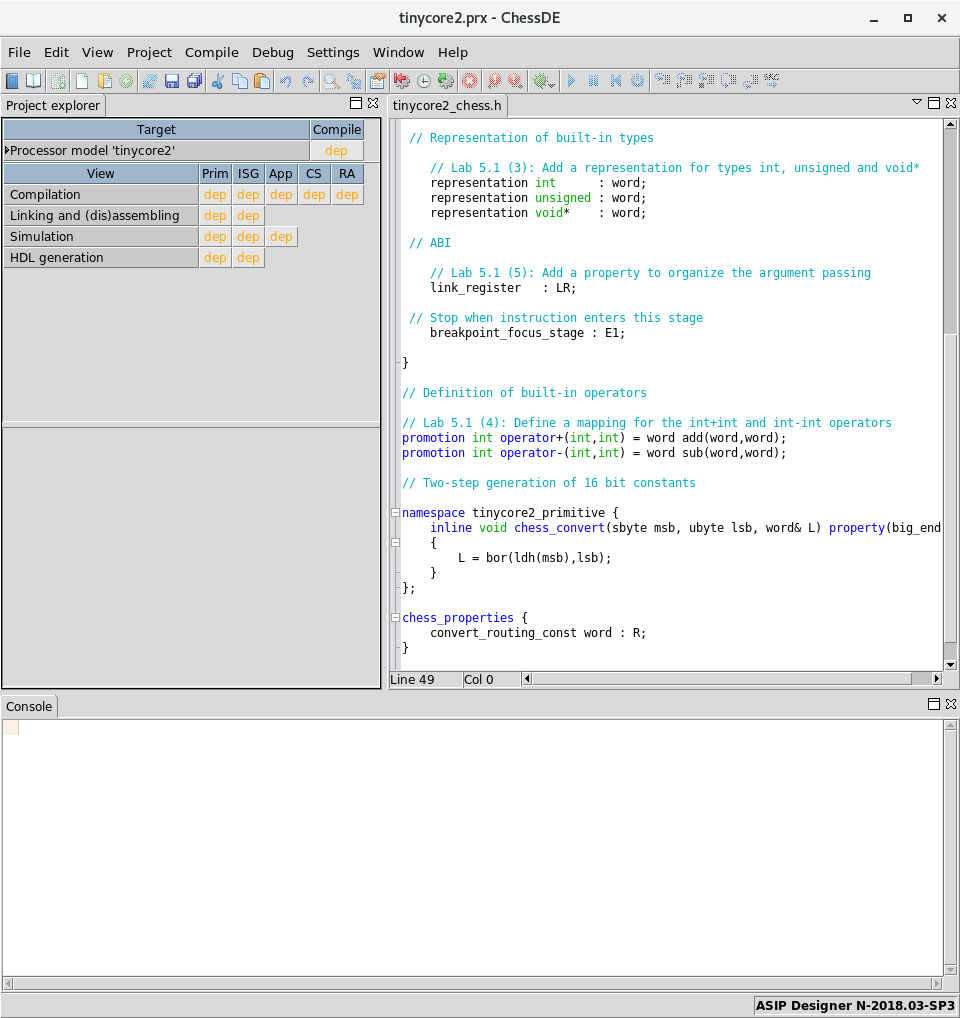 tinycore2.prx - ChessDE
File Edit View Project Compile Debug Settings Window Help
Project explorer
Target Compile
Processor model 'tinycore2' dep
View Prim ISG App CS RA
Compilation dep dep dep dep dep
Linking and (dis)assembling dep dep
Simulation dep dep dep
HDL generation dep dep
tinycore2_chess.h
// Representation of built-in types
// Lab 5.1 (3): Add a representation for types int, unsigned and void*
representation int      : word;
representation unsigned : word;
representation void*    : word;
// ABI
// Lab 5.1 (5): Add a property to organize the argument passing
link_register   : LR;
// Stop when instruction enters this stage
breakpoint_focus_stage : E1;
}
// Definition of built-in operators
// Lab 5.1 (4): Define a mapping for the int+int and int-int operators
promotion int operator+(int,int) = word add(word,word);
promotion int operator-(int,int) = word sub(word,word);
// Two-step generation of 16 bit constants
namespace tinycore2_primitive {
inline void chess_convert(sbyte msb, ubyte lsb, word& L) property(big_end
{
L = bor(ldh(msb),lsb);
}
};
chess_properties {
convert_routing_const word : R;
}
Line 49 Col 0
Console
ASIP Designer N-2018.03-SP3